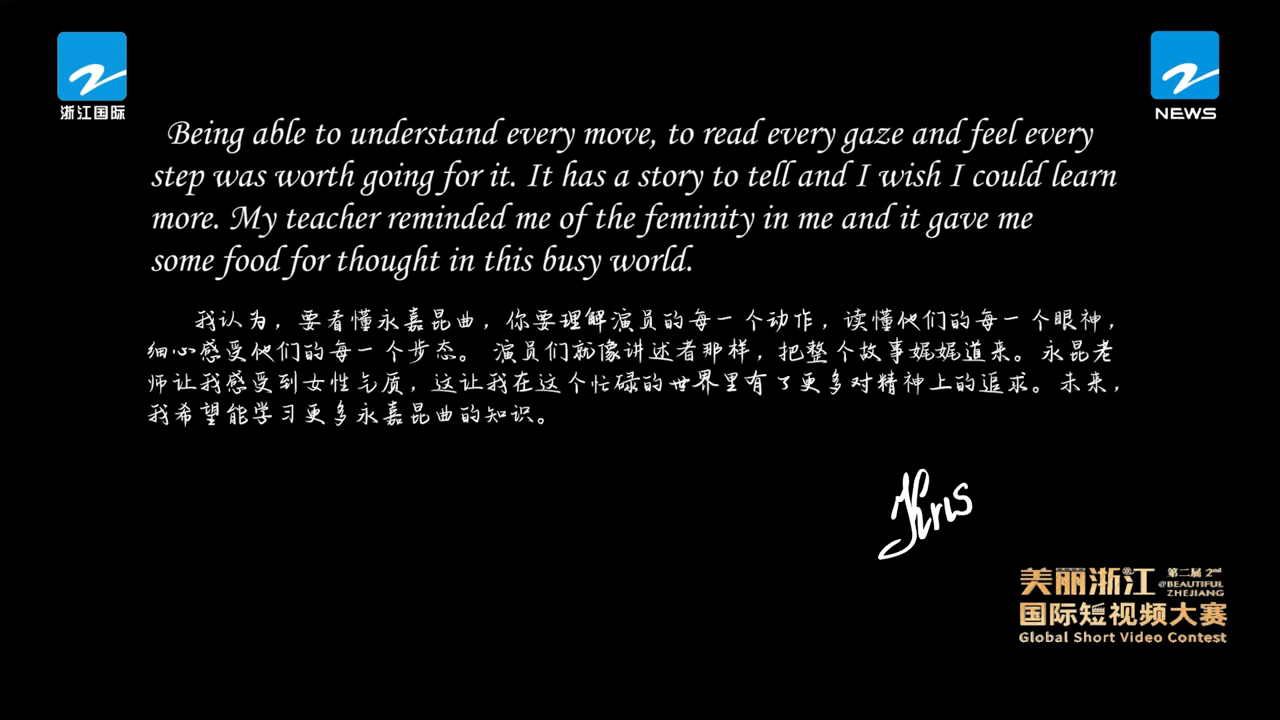 浙江国际
NEWS
Being able to understand every move, to read every gaze and feel every
step was worth going for it. It has a story to tell and I wish I could learn
more. My teacher reminded me of the feminity in me and it gave me
some food for thought in this busy world.
我认为，要看懂永嘉昆曲，你要理解演员的每一个动作，读懂他们的每一个眼神，
细心感受他们的每一个步态。 演员们就像讲述者那样，把整个故事娓娓道来。永昆老
师让我感受到女性气质，这让我在这个忙碌的世界里有了更多对精神上的追求。未来，
我希望能学习更多永嘉昆曲的知识。
Kris
美丽浙江 第二届 2nd
@BEAUTIFUL
ZHEJIANG
国际短视频大赛
Global Short Video Contest